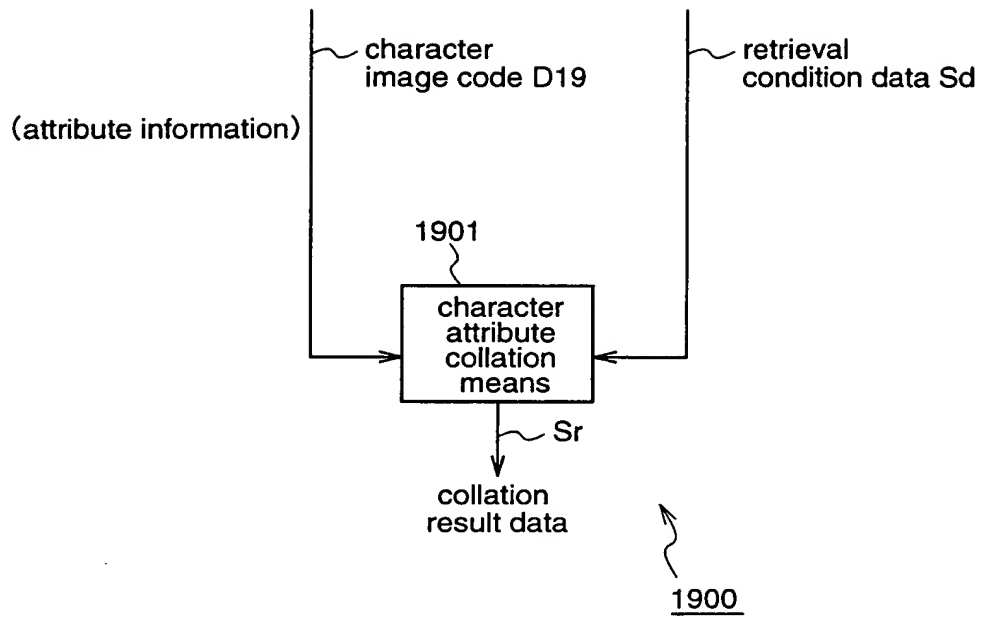 character
image code D19
retrieval
condition data Sd
(attribute information)
1901
character
attribute
collation
means
Sr
collation
result data
1900